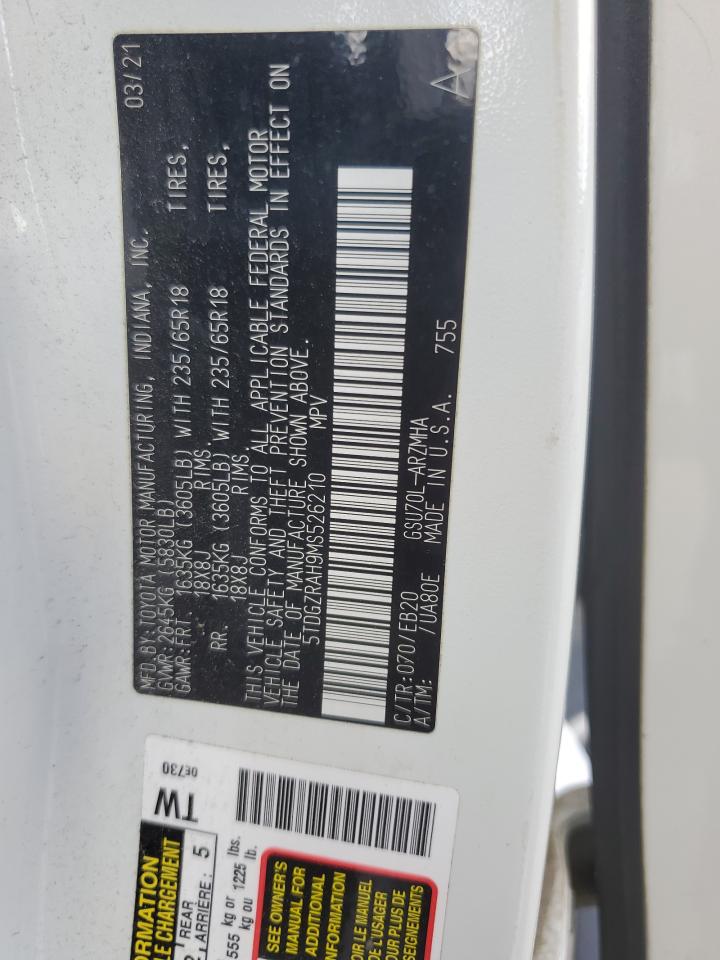 MFD.BY:TOYOTA MOTOR MANUFACTURING, INDIANA, INC. 03/21
GVWR:2645KG (5830LB)
GAWR:FRT 1635KG (3605LB) WITH 235/65R18 TIRES,
18X8J RIMS,
RR. 1635KG (3605LB) WITH 235/65R18 TIRES,
18X8J RIMS.
THIS VEHICLE CONFORMS TO ALL APPLICABLE FEDERAL MOTOR
VEHICLE SAFETY AND THEFT PREVENTION STANDARDS IN EFFECT ON
THE DATE OF MANUFACTURE SHOWN ABOVE.
5TDGZRAH9MS526210 MPV
C/TR:070/EB20 GSU70L-ARZMHA
A/TM: /UA80E MADE IN U.S.A. 755
A
0E730
TW
REAR
ARRIÈRE: 5
555 kg or 1225 lbs.
kg ou lb.
SEE OWNER'S
MANUAL FOR
ADDITIONAL
INFORMATION
VOIR LE MANUEL
DE L'USAGER
POUR PLUS DE